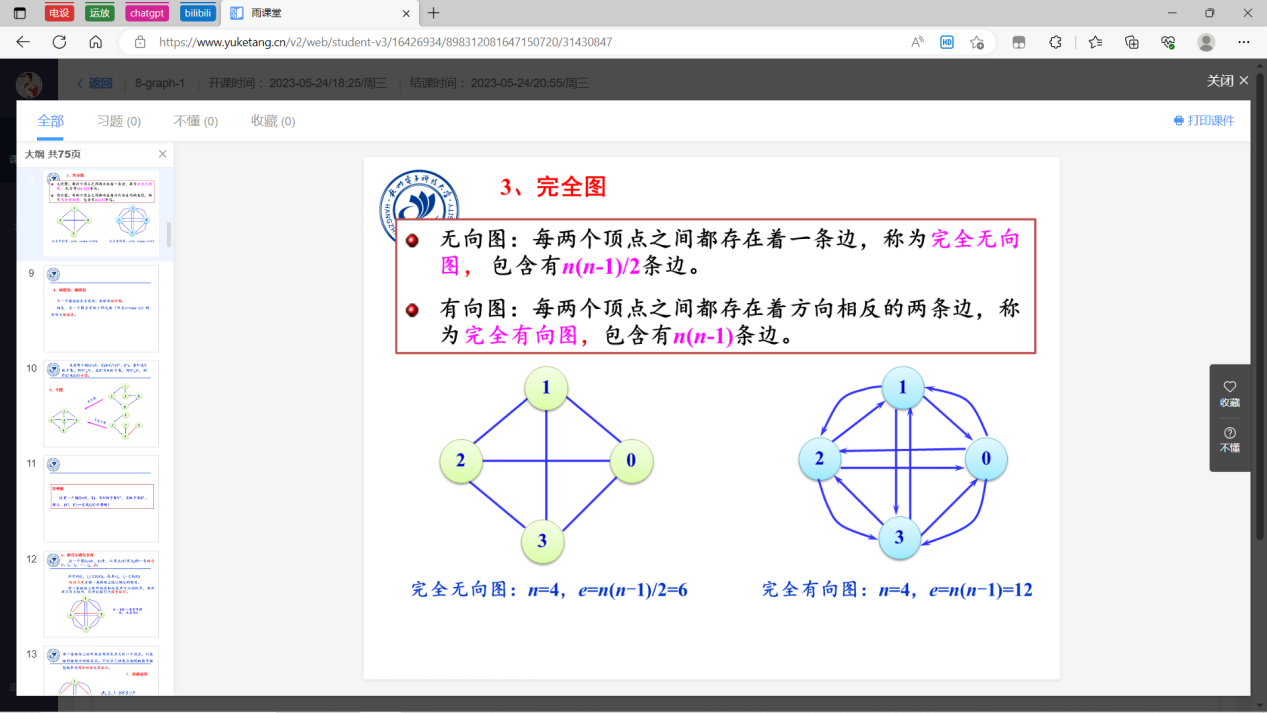 电设 运放 chatgpt bilibili 雨课堂
https://www.yuketang.cn/v2/web/student-v3/16426934/898312081647150720/31430847
返回 8-graph-1 开课时间： 2023-05-24/18:25/周三 结课时间： 2023-05-24/20:55/周三
关闭
全部 习题 (0) 不懂 (0) 收藏 (0) 打印课件
大纲 共75页
3、完全图
无向图：每两个顶点之间都存在着一条边，称为完全无向
图，包含有n(n-1)/2条边。
有向图：每两个顶点之间都存在着方向相反的两条边，称
为完全有向图，包含有n(n-1)条边。
1
2 0
3
完全无向图：n=4，e=n(n−1)/2=6
1
2 0
3
完全有向图：n=4，e=n(n−1)=12
9
10
11
12
13
收藏
不懂